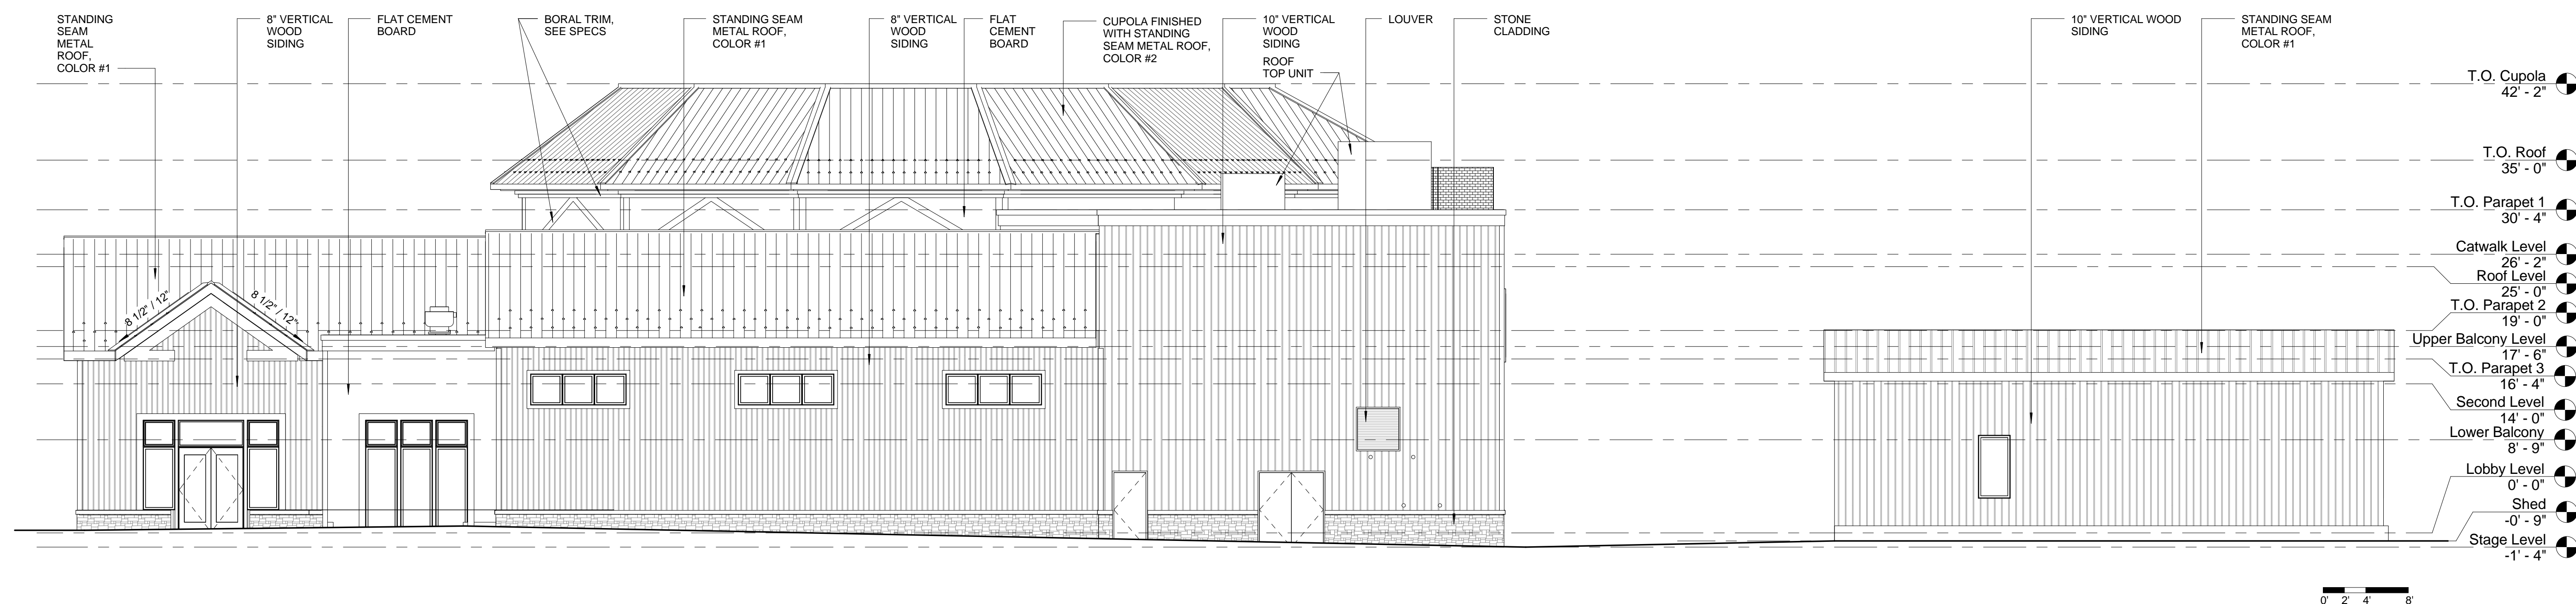 STANDING
SEAM
METAL
ROOF,
COLOR #1
8" VERTICAL
WOOD
SIDING
FLAT CEMENT
BOARD
BORAL TRIM,
SEE SPECS
STANDING SEAM
METAL ROOF,
COLOR #1
8" VERTICAL
WOOD
SIDING
FLAT
CEMENT
BOARD
CUPOLA FINISHED
WITH STANDING
SEAM METAL ROOF,
COLOR #2
10" VERTICAL
WOOD
SIDING
ROOF
TOP UNIT
LOUVER
STONE
CLADDING
10" VERTICAL WOOD
SIDING
STANDING SEAM
METAL ROOF,
COLOR #1
T.O. Cupola
42' - 2"
T.O. Roof
35' - 0"
T.O. Parapet 1
30' - 4"
Catwalk Level
26' - 2"
Roof Level
25' - 0"
T.O. Parapet 2
19' - 0"
Upper Balcony Level
17' - 6"
T.O. Parapet 3
16' - 4"
Second Level
14' - 0"
Lower Balcony
8' - 9"
Lobby Level
0' - 0"
Shed
-0' - 9"
Stage Level
-1' - 4"
8 1/2" / 12"
8 1/2" / 12"
0' 2' 4' 8'